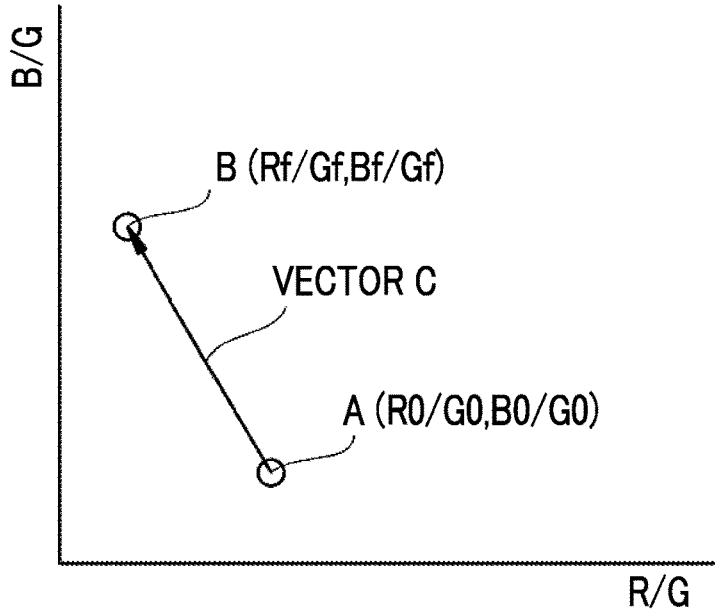 B/G
B (Rf/Gf,Bf/Gf)
VECTOR C
A (R0/G0,B0/G0)
R/G